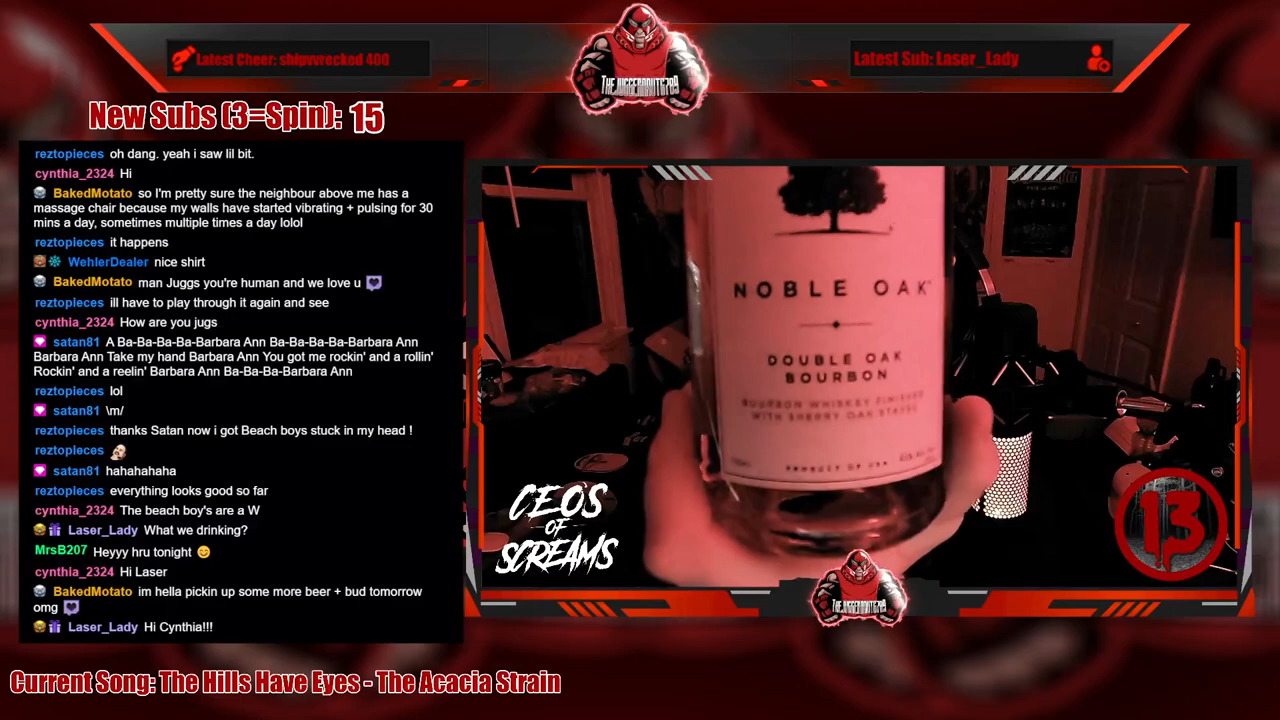 Latest Cheer: shipvvrecked 400
THEJUGGERNAUT6789
Latest Sub: Laser_Lady
New Subs (3=Spin): 15
reztopieces oh dang. yeah i saw lil bit.
cynthia_2324 Hi
BakedMotato so I'm pretty sure the neighbour above me has a
massage chair because my walls have started vibrating + pulsing for 30
mins a day, sometimes multiple times a day lolol
reztopieces it happens
WehlerDealer nice shirt
BakedMotato man Juggs you're human and we love u
reztopieces ill have to play through it again and see
cynthia_2324 How are you jugs
satan81 A Ba-Ba-Ba-Ba-Barbara Ann Ba-Ba-Ba-Ba-Barbara Ann
Barbara Ann Take my hand Barbara Ann You got me rockin' and a rollin'
Rockin' and a reelin' Barbara Ann Ba-Ba-Ba-Barbara Ann
reztopieces lol
satan81 \m/
reztopieces thanks Satan now i got Beach boys stuck in my head !
reztopieces
satan81 hahahahaha
reztopieces everything looks good so far
cynthia_2324 The beach boy's are a W
Laser_Lady What we drinking?
MrsB207 Heyyy hru tonight
cynthia_2324 Hi Laser
BakedMotato im hella pickin up some more beer + bud tomorrow
omg
Laser_Lady Hi Cynthia!!!
NOBLE OAK
DOUBLE OAK
BOURBON
BOURBON WHISKEY FINISHED
WITH SHERRY OAK STAVES
PRODUCT OF USA
CEO'S
OF
SCREAMS
13
THEJUGGERNAUT6789
Current Song: The Hills Have Eyes - The Acacia Strain